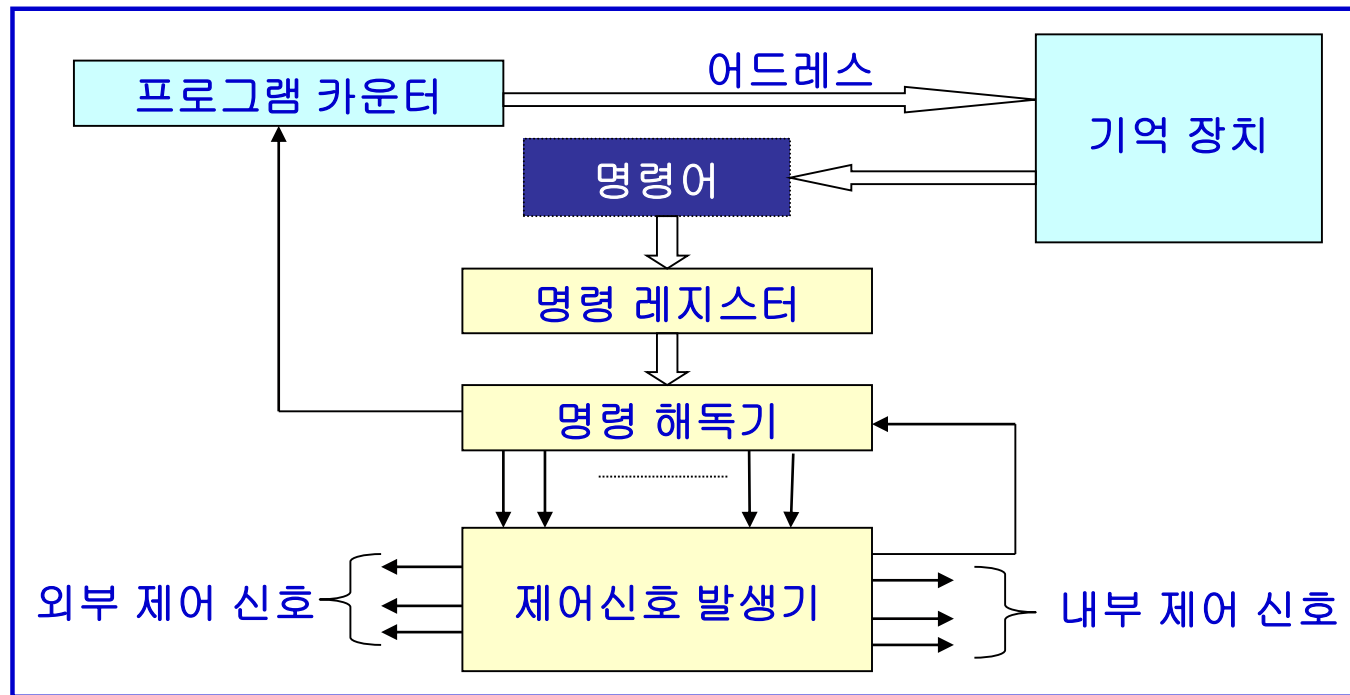 어드레스
프로그램 카운터
기억 장치
명령어
명령 레지스터
명령 해독기
외부 제어 신호
제어신호 발생기
내부 제어 신호